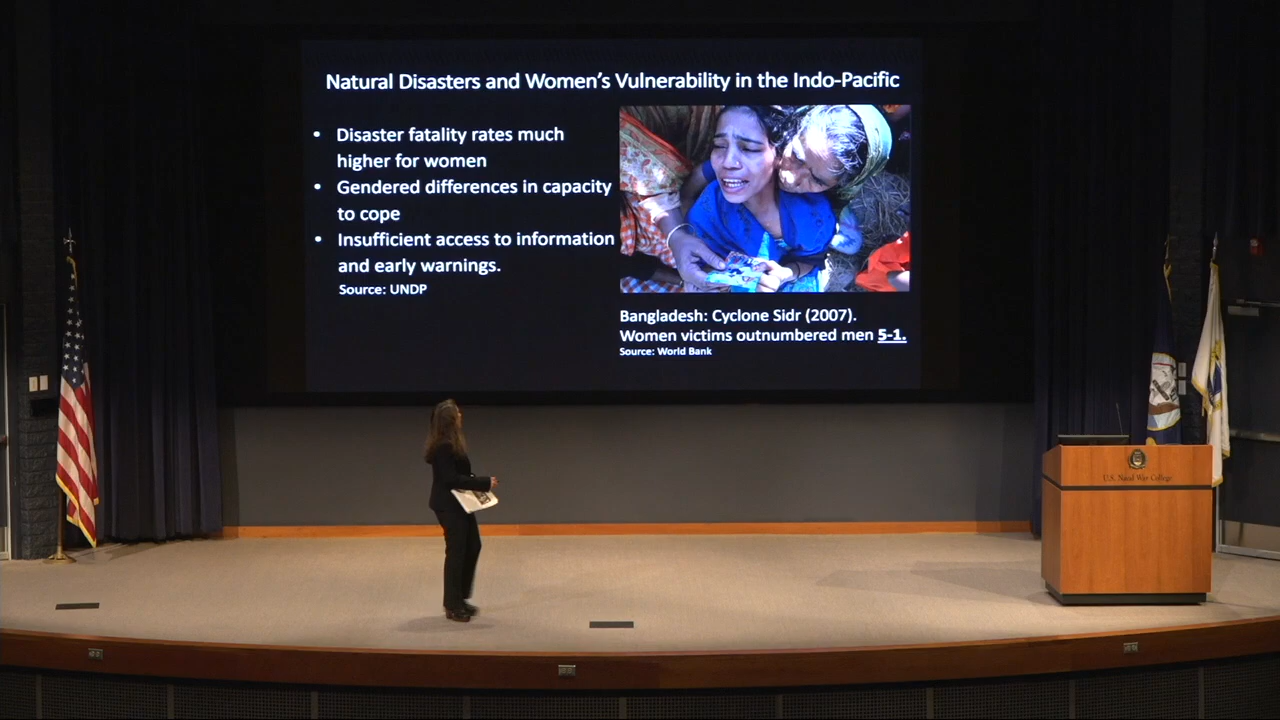 Natural Disasters and Women's Vulnerability in the Indo-Pacific
• Disaster fatality rates much
higher for women
• Gendered differences in capacity
to cope
• Insufficient access to information
and early warnings.
Source: UNDP
Bangladesh: Cyclone Sidr (2007).
Women victims outnumbered men 5-1.
Source: World Bank
U.S. Naval War College